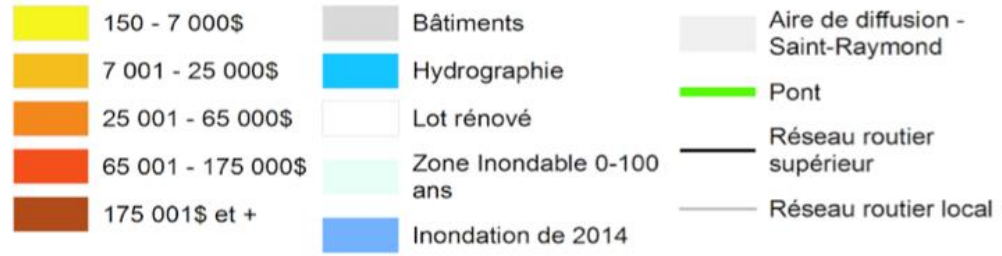 150 - 7 000$
7 001 - 25 000$
25 001 - 65 000$
65 001 - 175 000$
175 001$ et +
Bâtiments
Hydrographie
Lot rénové
Zone Inondable 0-100
ans
Inondation de 2014
Aire de diffusion -
Saint-Raymond
Pont
Réseau routier
supérieur
Réseau routier local